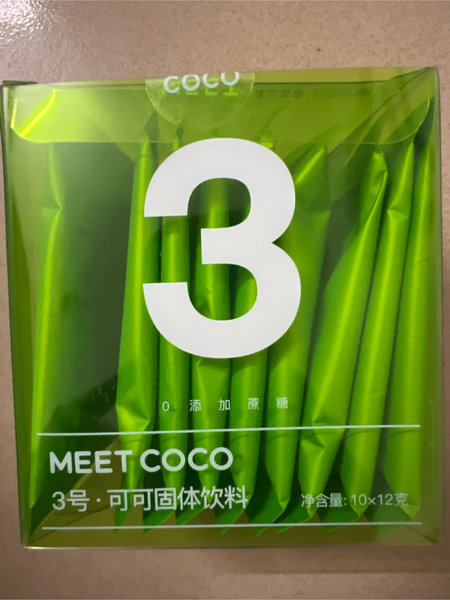 COCO
3
0添加蔗糖
MEET COCO
3号·可可固体饮料
净含量: 10×12克